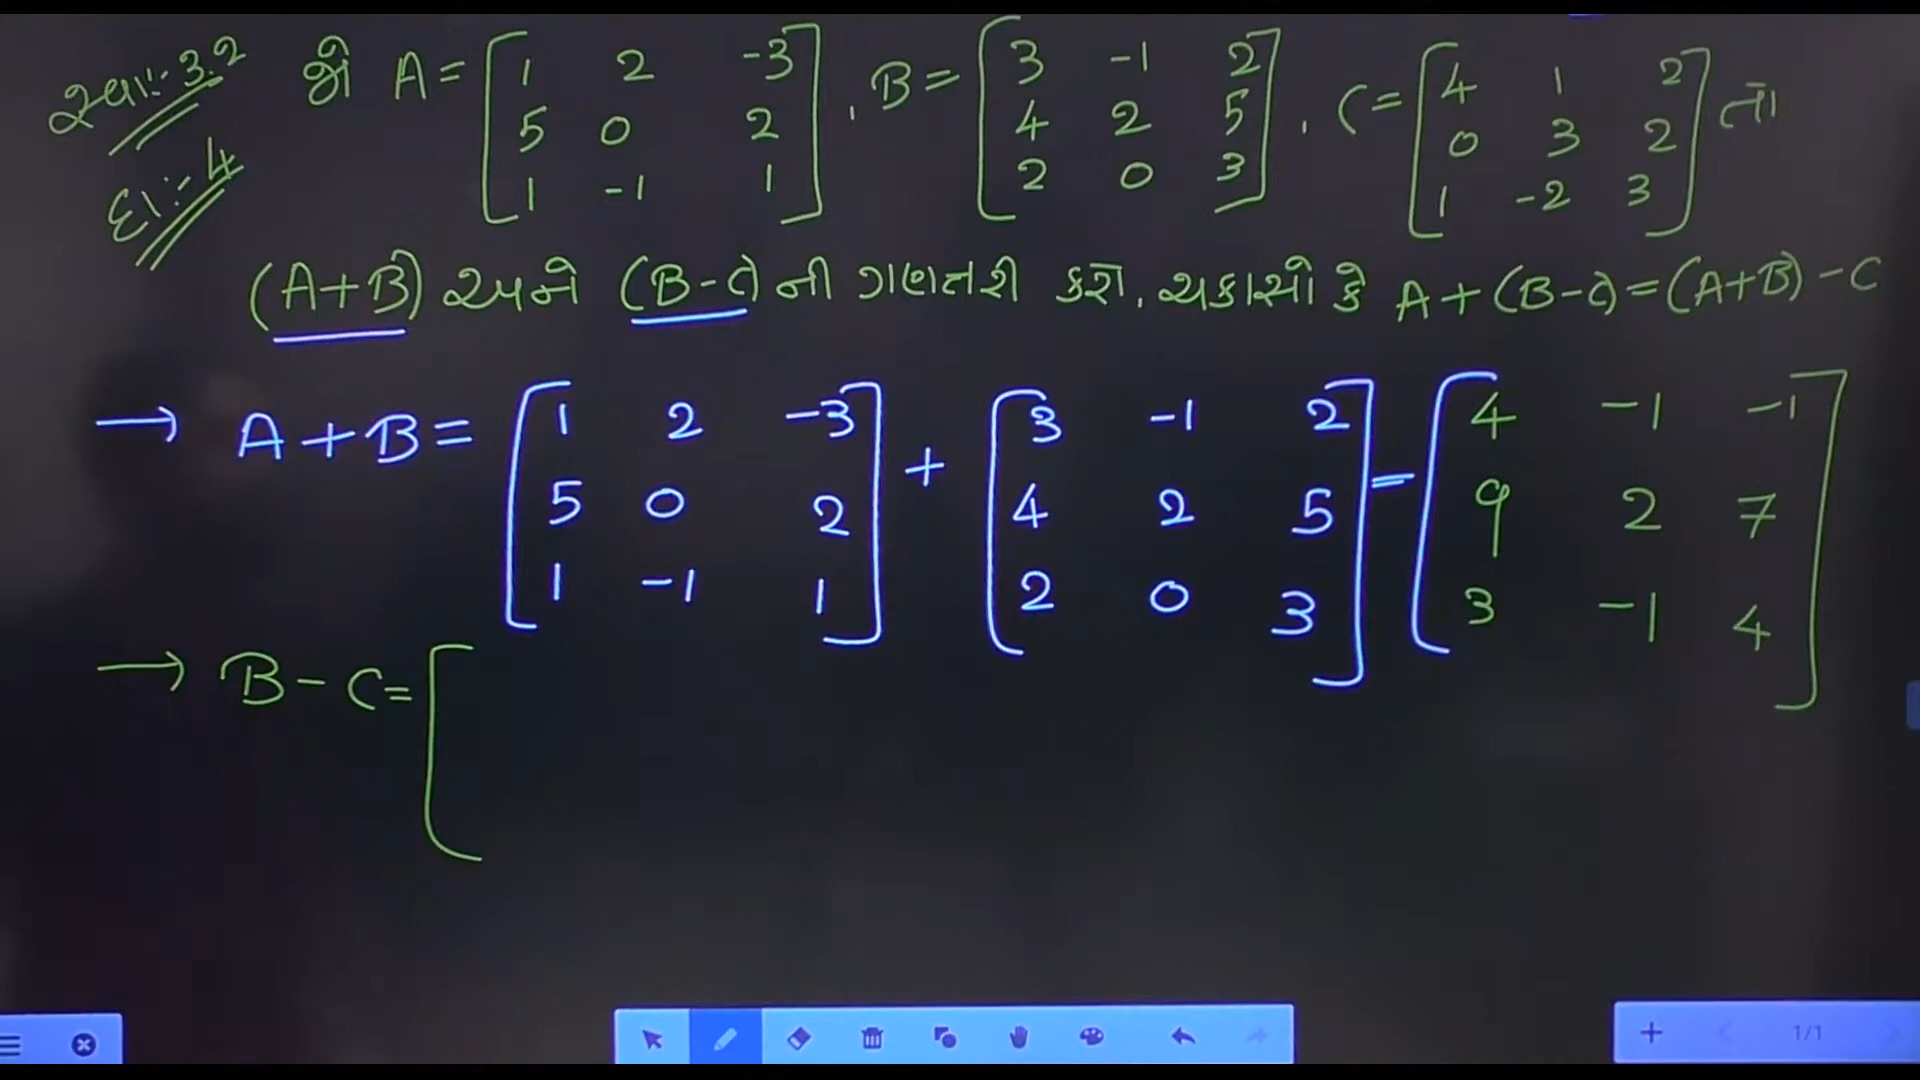 સ્વા:- 3.2 જો A = [1 2 -3 5 0 2 1 -1 1], B = [3 -1 2 4 2 5 2 0 3], C = [4 1 2 0 3 2 1 -2 3] તો
દા:- 4
(A+B) અને (B-C) ની ગણતરી કરો. ચકાસો કે A+(B-C)=(A+B)-C
→ A+B = [1 2 -3 5 0 2 1 -1 1] + [3 -1 2 4 2 5 2 0 3] = [4 -1 -1 9 2 7 3 -1 4]
→ B-C= [
1/1